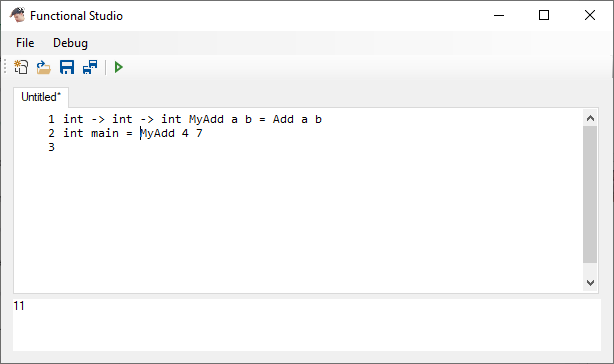 Functional Studio
File Debug
Untitled*
1 int -> int -> int MyAdd a b = Add a b
2 int main = MyAdd 4 7
3
11